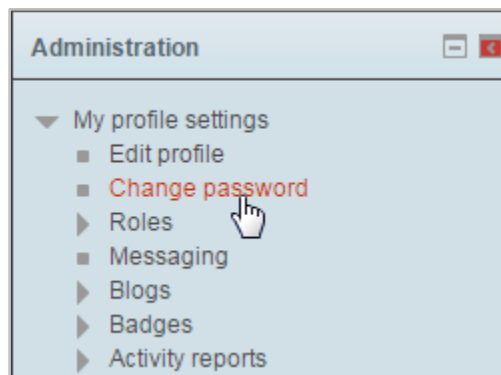 Administration
My profile settings
Edit profile
Change password
Roles
Messaging
Blogs
Badges
Activity reports